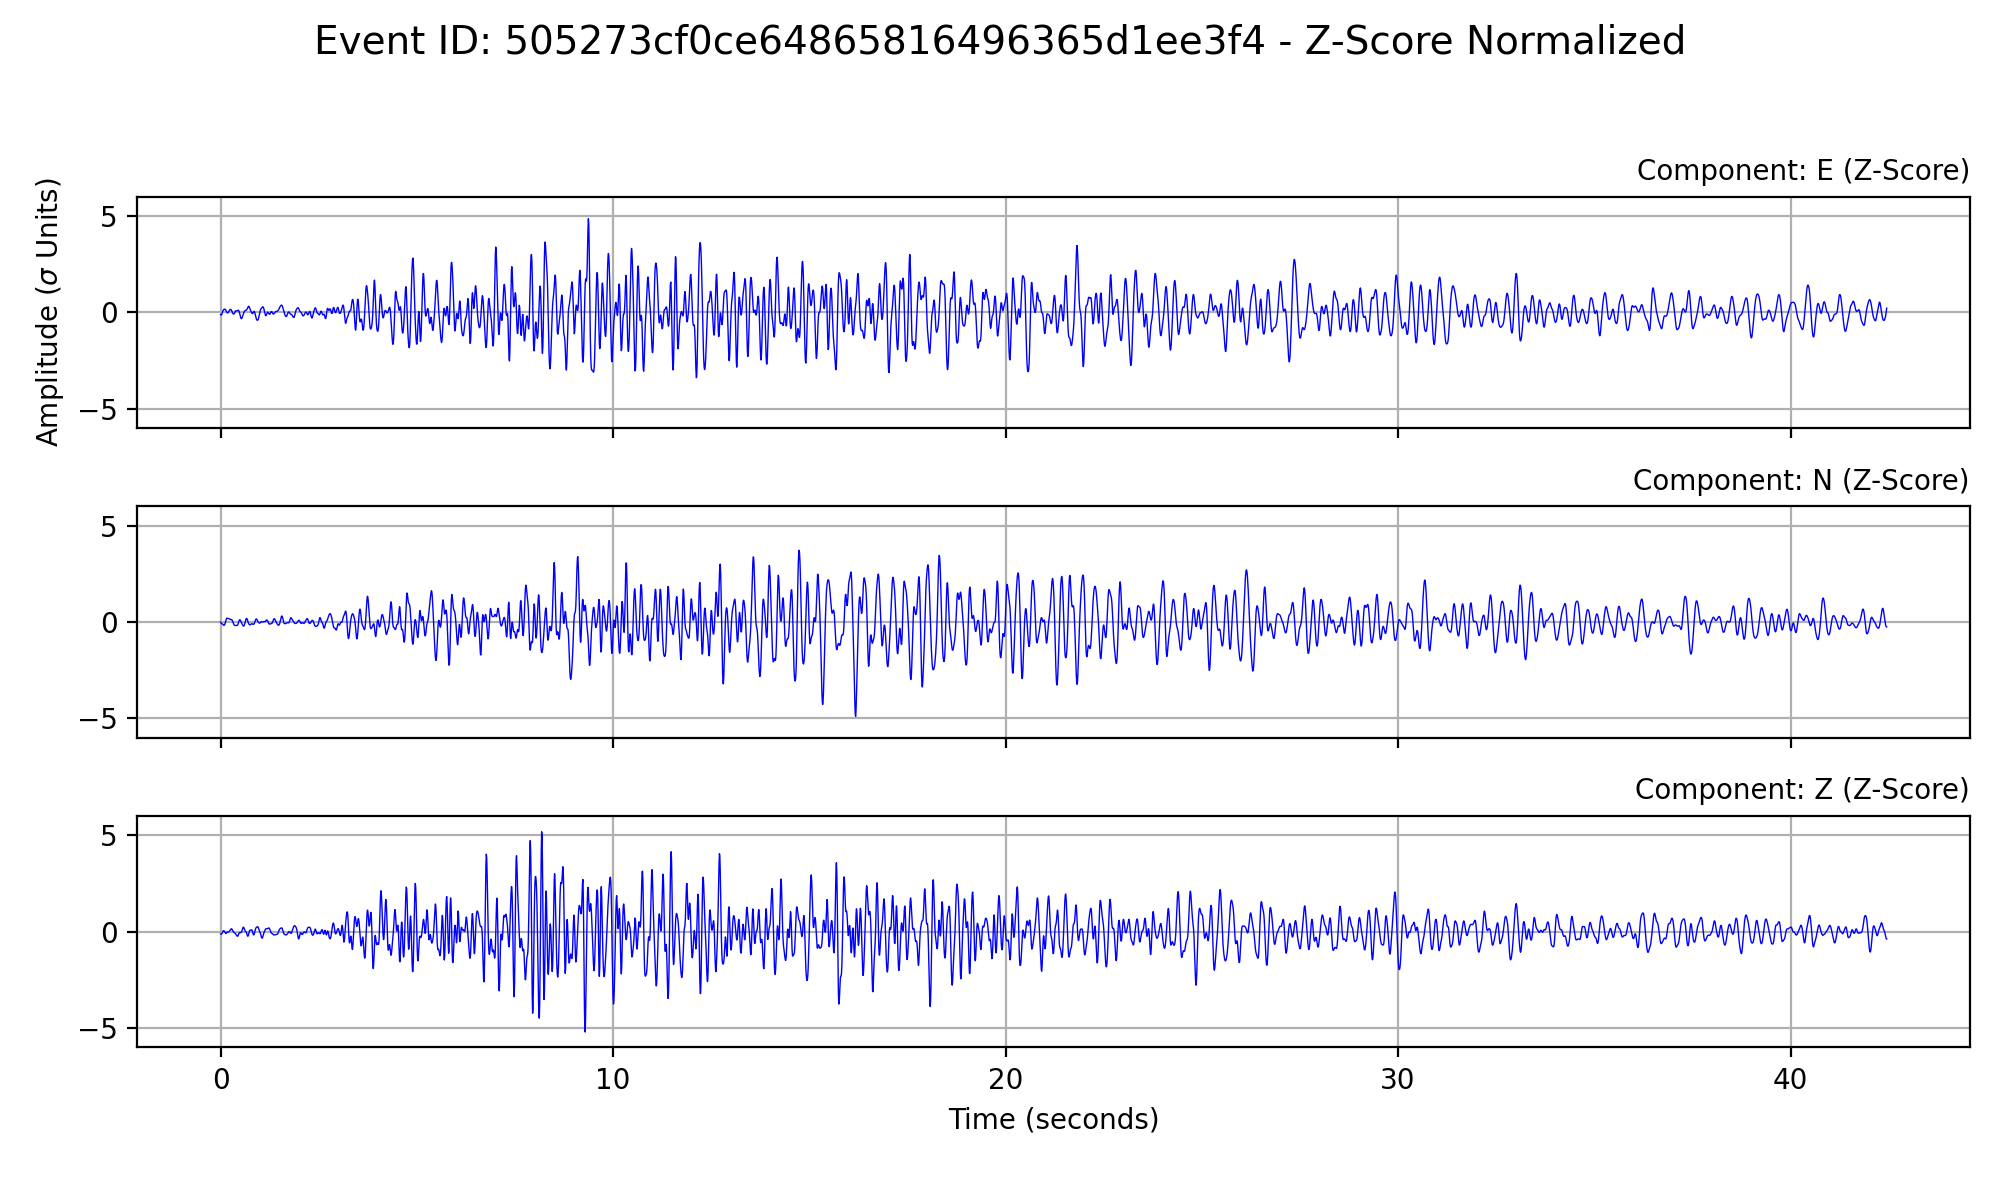 Event ID: 505273cf0ce64865816496365d1ee3f4 - Z-Score Normalized
Component: E (Z-Score)
Amplitude (σ Units)
5
0
−5
Component: N (Z-Score)
5
0
−5
Component: Z (Z-Score)
5
0
−5
0 10 20 30 40
Time (seconds)